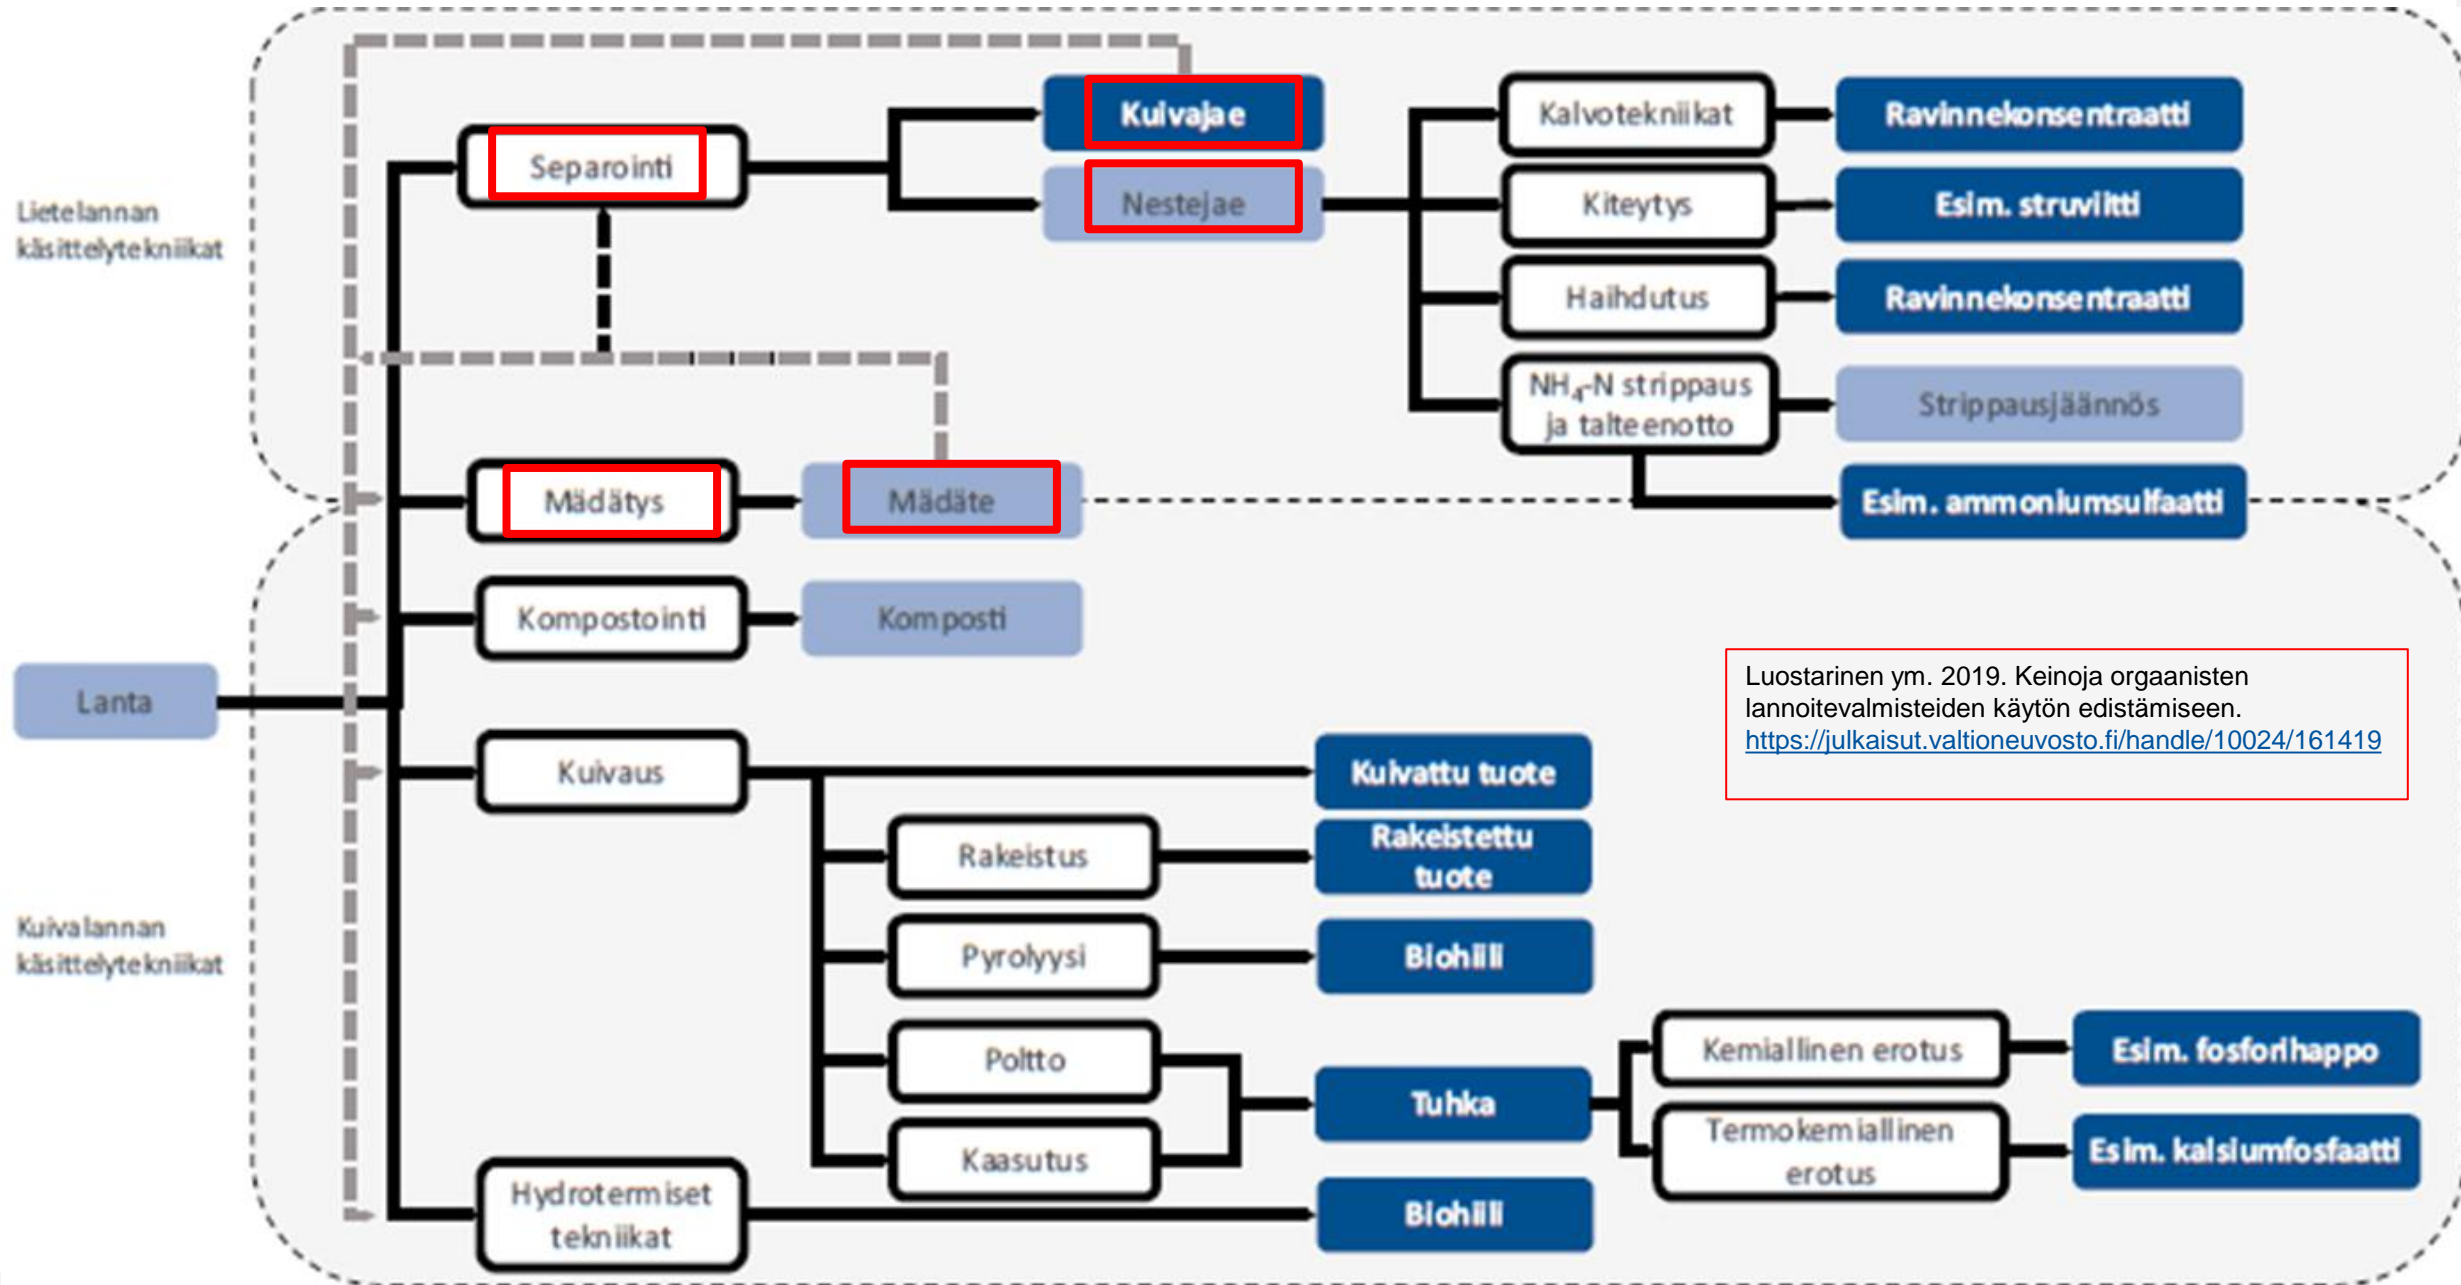 Lietelannan
käsittelytekniikat
Separointi
Kuivajae
Nestejae
Kalvotekniikat
Ravinnekonsentraatti
Kiteytys
Esim. struviitti
Haihdutus
Ravinnekonsentraatti
NH₄-N strippaus
ja talteenotto
Strippausjäännös
Esim. ammoniumsulfaatti
Mädätys
Mädäte
Kompostointi
Komposti
Lanta
Luostarinen ym. 2019. Keinoja orgaanisten
lannoitevalmisteiden käytön edistämiseen.
https://julkaisut.valtioneuvosto.fi/handle/10024/161419
Kuivalannan
käsittelytekniikat
Kuivaus
Kuivattu tuote
Rakeistus
Rakeistettu
tuote
Pyrolyysi
Biohiili
Poltto
Kaasutus
Tuhka
Kemiallinen erotus
Esim. fosforihappo
Termokemiallinen
erotus
Esim. kalsiumfosfaatti
Hydrotermiset
tekniikat
Biohiili